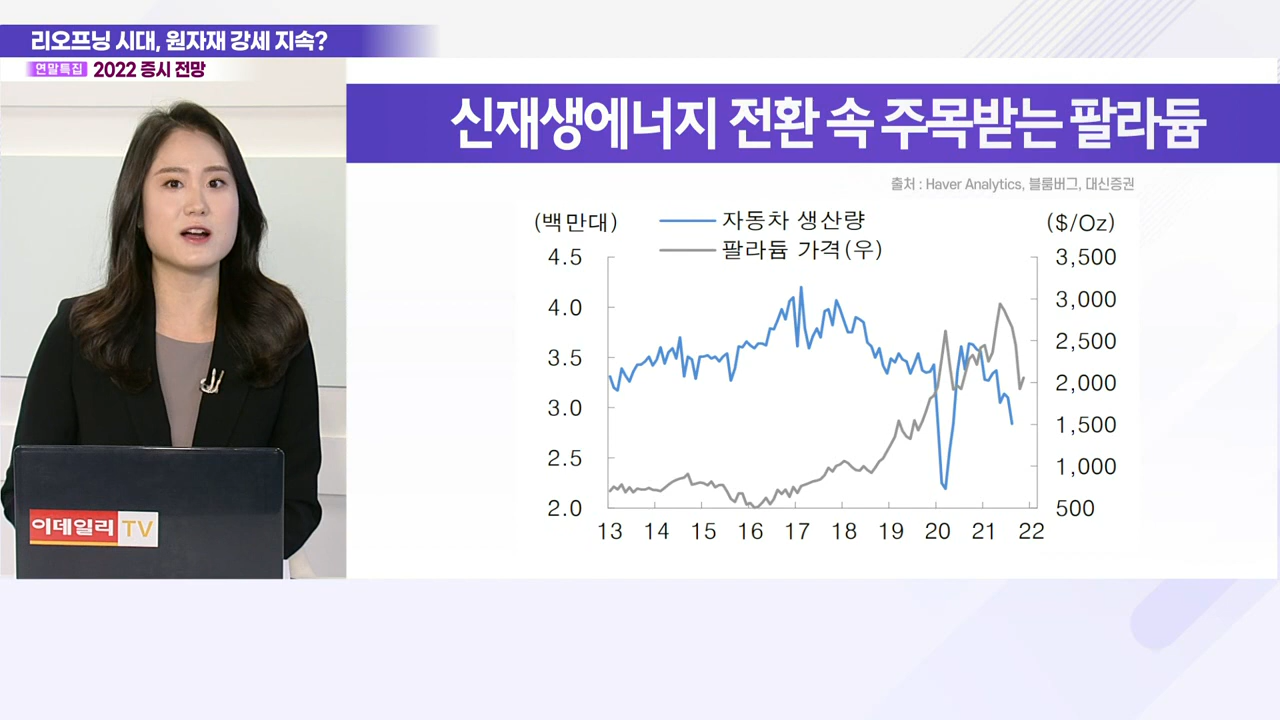 리오프닝 시대, 원자재 강세 지속?
연말특집 2022 증시 전망
신재생에너지 전환 속 주목받는 팔라듐
출처 : Haver Analytics, 블룸버그, 대신증권
(백만대)
자동차 생산량
팔라듐 가격(우)
($/Oz)
4.5
4.0
3.5
3.0
2.5
2.0
3,500
3,000
2,500
2,000
1,500
1,000
500
13 14 15 16 17 18 19 20 21 22
이데일리 TV